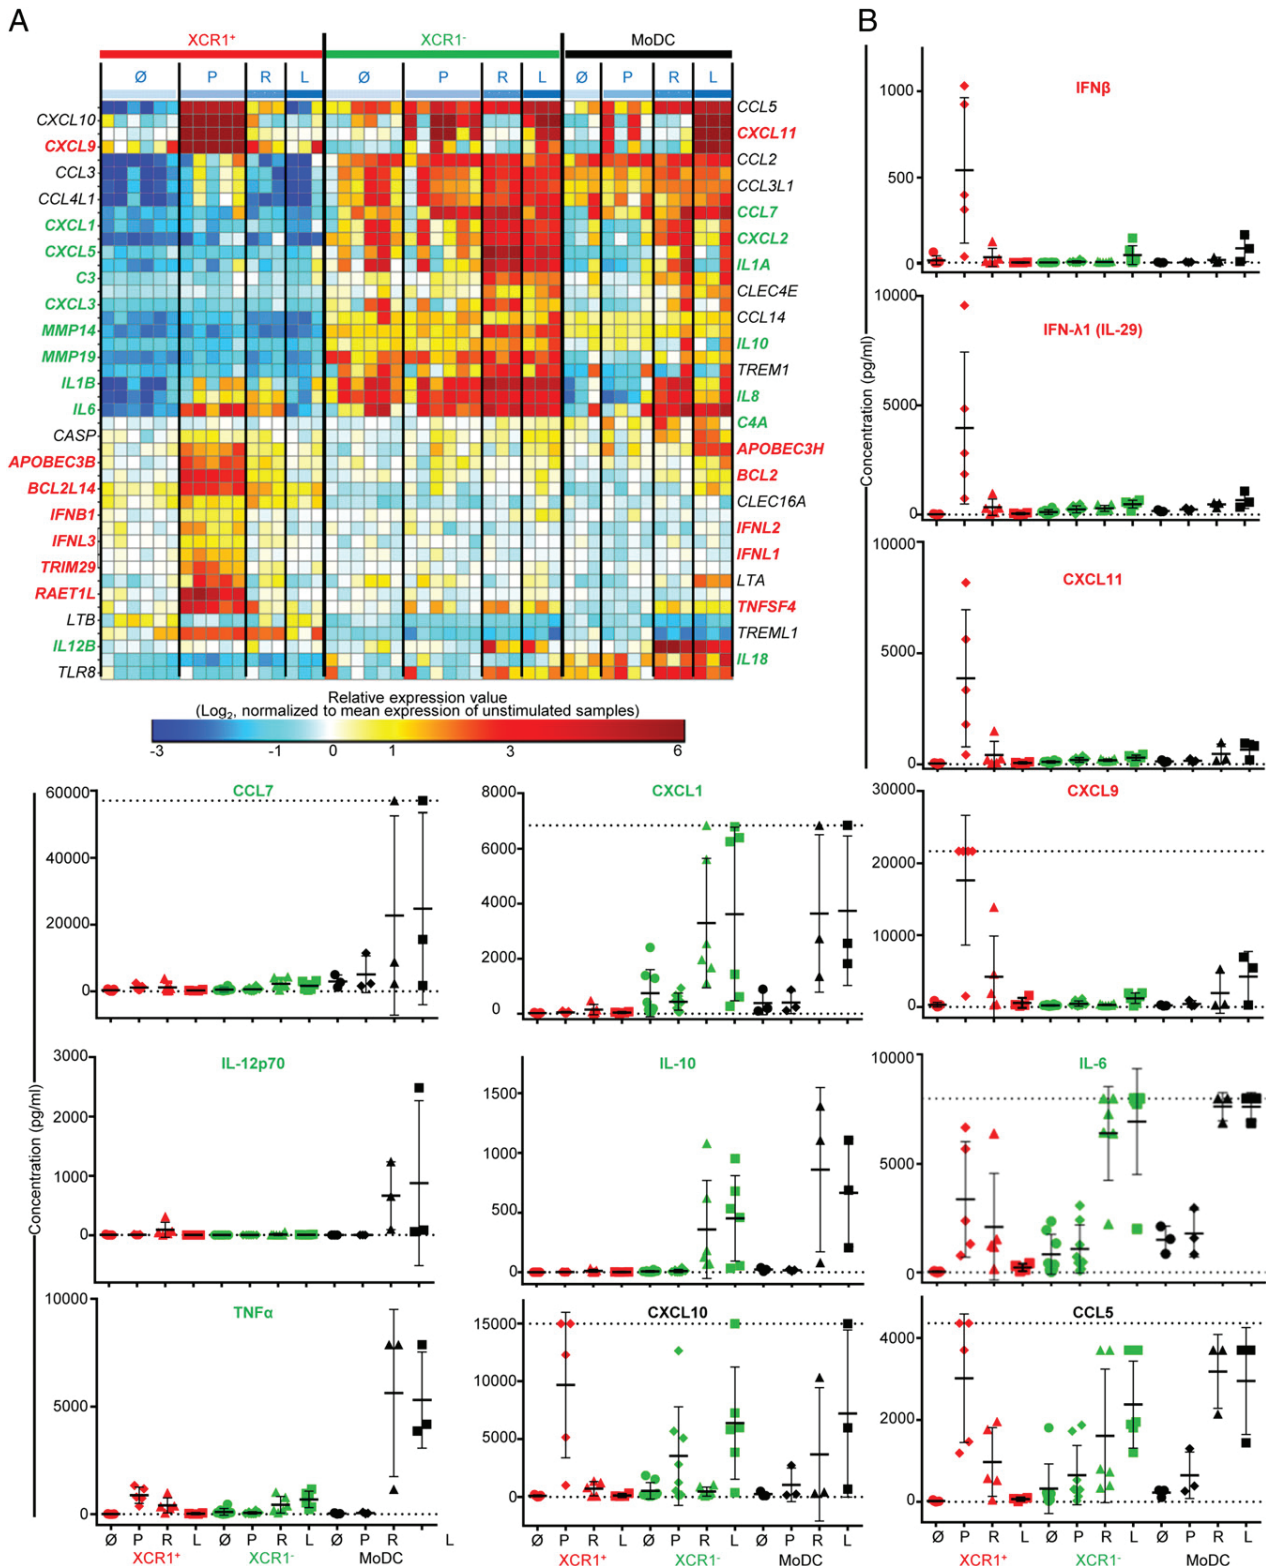 A
XCR1⁺ XCR1⁻ MoDC
Ø P R L Ø P R L Ø P R L
CXCL10
CXCL9
CCL3
CCL4L1
CXCL1
CXCL5
C3
CXCL3
MMP14
MMP19
IL1B
IL6
CASP
APOBEC3B
BCL2L14
IFNB1
IFNL3
TRIM29
RAET1L
LTB
IL12B
TLR8
CCL5
CXCL11
CCL2
CCL3L1
CCL7
CXCL2
IL1A
CLEC4E
CCL14
IL10
TREM1
IL8
C4A
APOBEC3H
BCL2
CLEC16A
IFNL2
IFNL1
LTA
TNFSF4
TREML1
IL18
Relative expression value
(Log₂, normalized to mean expression of unstimulated samples)
-3 -1 0 1 3 6
B
Concentration (pg/ml)
IFNβ
1000
500
0
IFN-λ1 (IL-29)
10000
5000
0
CXCL11
10000
5000
0
Concentration (pg/ml)
CCL7
60000
40000
20000
0
CXCL1
8000
6000
4000
2000
0
CXCL9
30000
20000
10000
0
IL-12p70
3000
2000
1000
0
IL-10
1500
1000
500
0
IL-6
10000
5000
0
TNFα
10000
5000
0
Ø P R L Ø P R L Ø P R L
XCR1⁺ XCR1⁻ MoDC
CXCL10
15000
10000
5000
0
Ø P R L Ø P R L Ø P R L
XCR1⁺ XCR1⁻ MoDC
CCL5
4000
2000
0
Ø P R L Ø P R L Ø P R L
XCR1⁺ XCR1⁻ MoDC